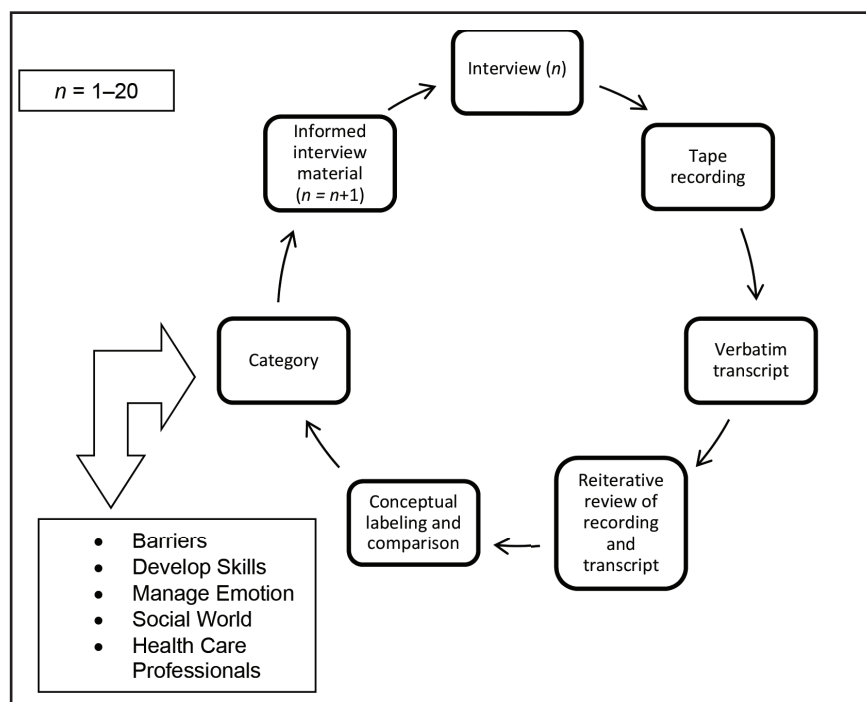 n = 1–20
Interview (n)
Tape
recording
Verbatim
transcript
Reiterative
review of
recording
and
transcript
Conceptual
labeling and
comparison
Category
Informed
interview
material
(n = n+1)
• Barriers
• Develop Skills
• Manage Emotion
• Social World
• Health Care
Professionals